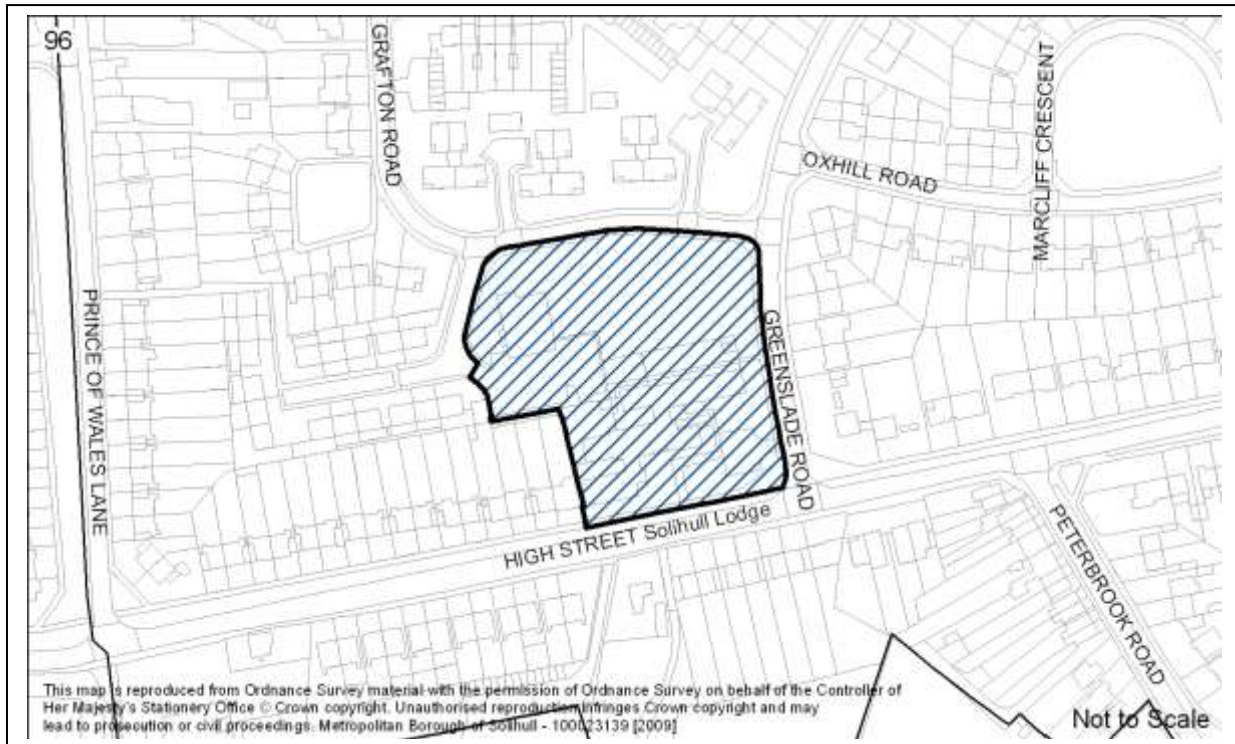 96
GRAFTON ROAD
MARCLIFF CRESCENT
OXHILL ROAD
PRINCE OF WALES LANE
GREENSLADE ROAD
HIGH STREET Solihull Lodge
PETERBROOK ROAD
This map is reproduced from Ordnance Survey material with the permission of Ordnance Survey on behalf of the Controller of
Her Majesty's Stationery Office © Crown copyright. Unauthorised reproduction infringes Crown copyright and may
lead to prosecution or civil proceedings. Metropolitan Borough of Solihull - 100023139 [2009]
Not to Scale